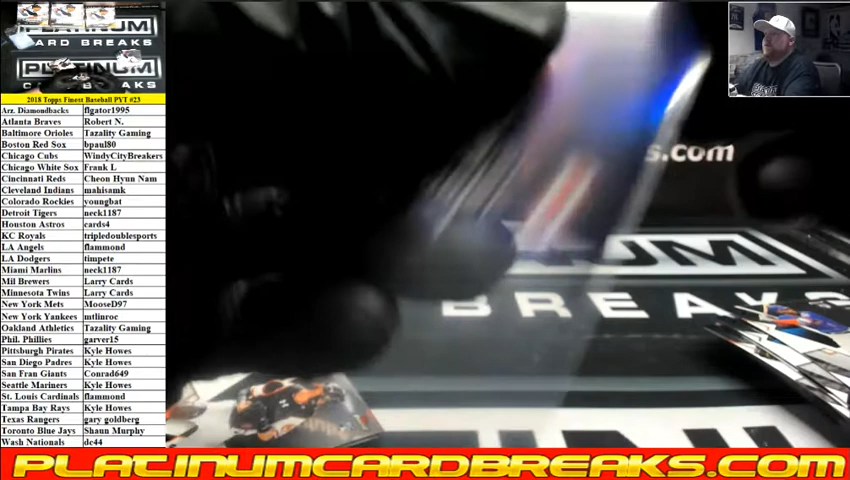 PLATINUM
CARD BREAKS
PLATINUM
2018 Topps Finest Baseball PYT #23
Arz. Diamondbacks flgator1995
Atlanta Braves Robert N.
Baltimore Orioles Tazality Gaming
Boston Red Sox bpaul80
Chicago Cubs WindyCityBreakers
Chicago White Sox Frank L
Cincinnati Reds Cheon Hyun Nam
Cleveland Indians mahisamk
Colorado Rockies youngbat
Detroit Tigers neck1187
Houston Astros cards4
KC Royals tripledoublesports
LA Angels flammond
LA Dodgers timpete
Miami Marlins neck1187
Mil Brewers Larry Cards
Minnesota Twins Larry Cards
New York Mets MooseD97
New York Yankees mtlinroc
Oakland Athletics Tazality Gaming
Phil. Phillies garver15
Pittsburgh Pirates Kyle Howes
San Diego Padres Kyle Howes
San Fran Giants Conrad649
Seattle Mariners Kyle Howes
St. Louis Cardinals flammond
Tampa Bay Rays Kyle Howes
Texas Rangers gary goldberg
Toronto Blue Jays Shaun Murphy
Wash Nationals dc44
s.com
NUM
BREAKS
PLATINUMCARDBREAKS.COM